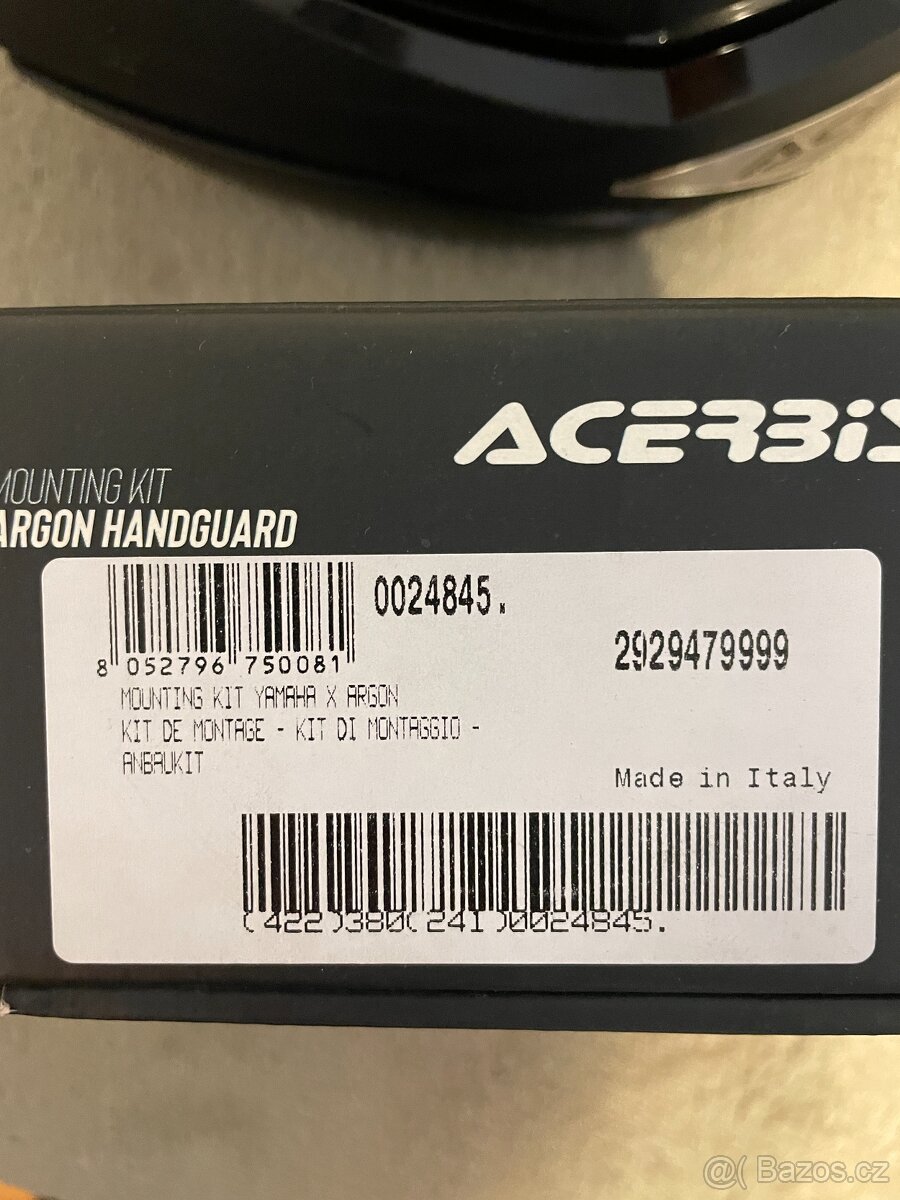 ACERBIS
MOUNTING KIT
ARGON HANDGUARD
0024845.
8 052796 750081
2929479999
MOUNTING KIT YAMAHA X ARGON
KIT DE MONTAGE - KIT DI MONTAGGIO -
ANBAUKIT
Made in Italy
(422)380(241)0024845.
@( Bazos.cz